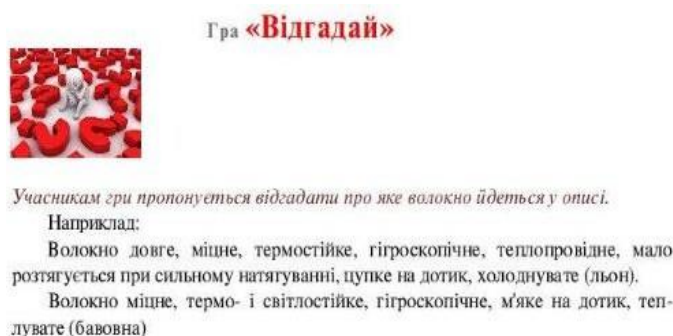 Гра «Відгадай»
Учасникам гри пропонується відгадати про яке волокно йдеться у описі.
Наприклад:
Волокно довге, міцне, термостійке, гігроскопічне, теплопровідне, мало
розтягується при сильному натягуванні, цупке на дотик, холоднувате (льон).
Волокно міцне, термо- і світлостійке, гігроскопічне, м'яке на дотик, теп-
лувате (бавовна)